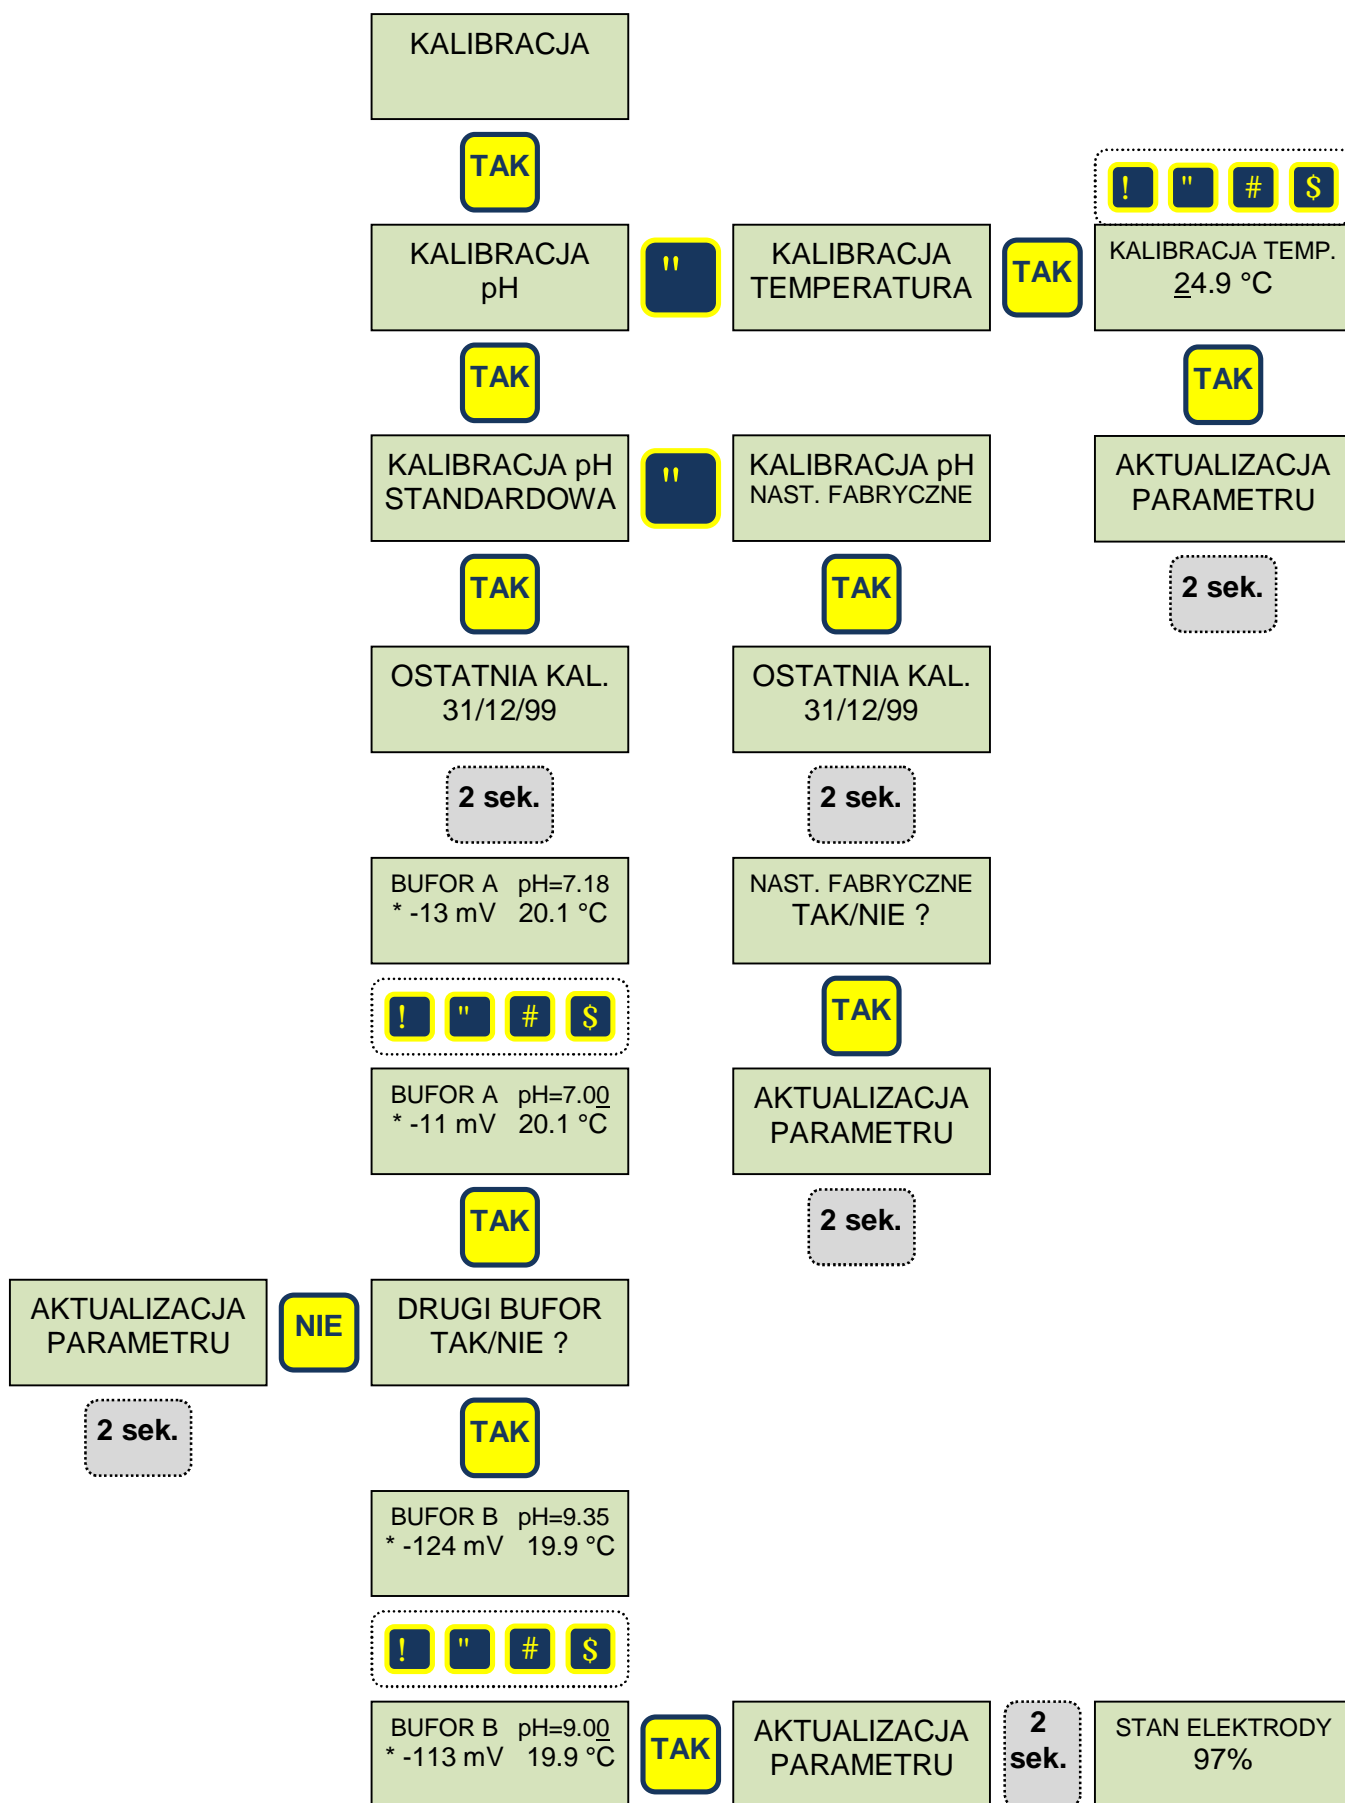 KALIBRACJA
TAK
! " # $
KALIBRACJA
pH
"
KALIBRACJA
TEMPERATURA
TAK
KALIBRACJA TEMP.
24.9 °C
TAK
TAK
KALIBRACJA pH
STANDARDOWA
"
KALIBRACJA pH
NAST. FABRYCZNE
AKTUALIZACJA
PARAMETRU
TAK
TAK
2 sek.
OSTATNIA KAL.
31/12/99
OSTATNIA KAL.
31/12/99
2 sek.
2 sek.
BUFOR A pH=7.18
* -13 mV 20.1 °C
NAST. FABRYCZNE
TAK/NIE ?
! " # $
TAK
BUFOR A pH=7.00
* -11 mV 20.1 °C
AKTUALIZACJA
PARAMETRU
TAK
2 sek.
AKTUALIZACJA
PARAMETRU
NIE
DRUGI BUFOR
TAK/NIE ?
2 sek.
TAK
BUFOR B pH=9.35
* -124 mV 19.9 °C
! " # $
BUFOR B pH=9.00
* -113 mV 19.9 °C
TAK
AKTUALIZACJA
PARAMETRU
2
sek.
STAN ELEKTRODY
97%